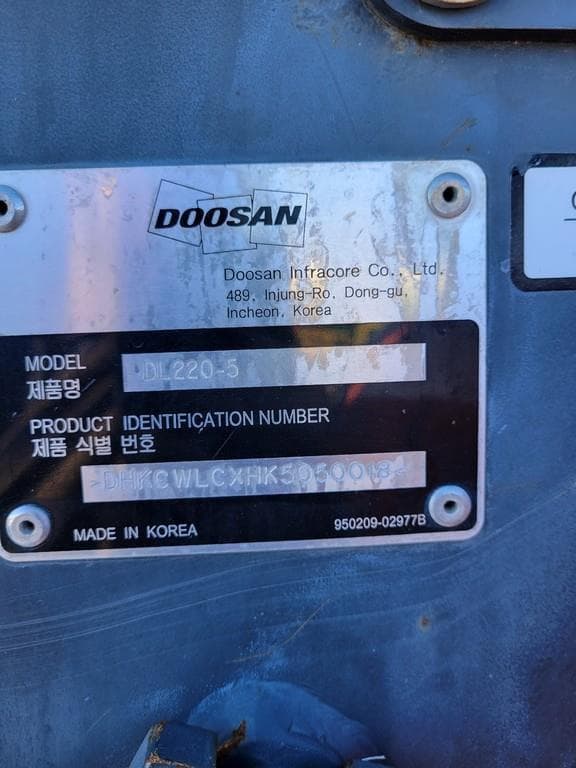 DOOSAN
Doosan Infracore Co., Ltd.
489, Injung-Ro, Dong-gu,
Incheon, Korea
MODEL DL220-5
제품명
PRODUCT IDENTIFICATION NUMBER
제품 식별 번호
>DHKCWLCXHK5050018<
MADE IN KOREA 950209-02977B